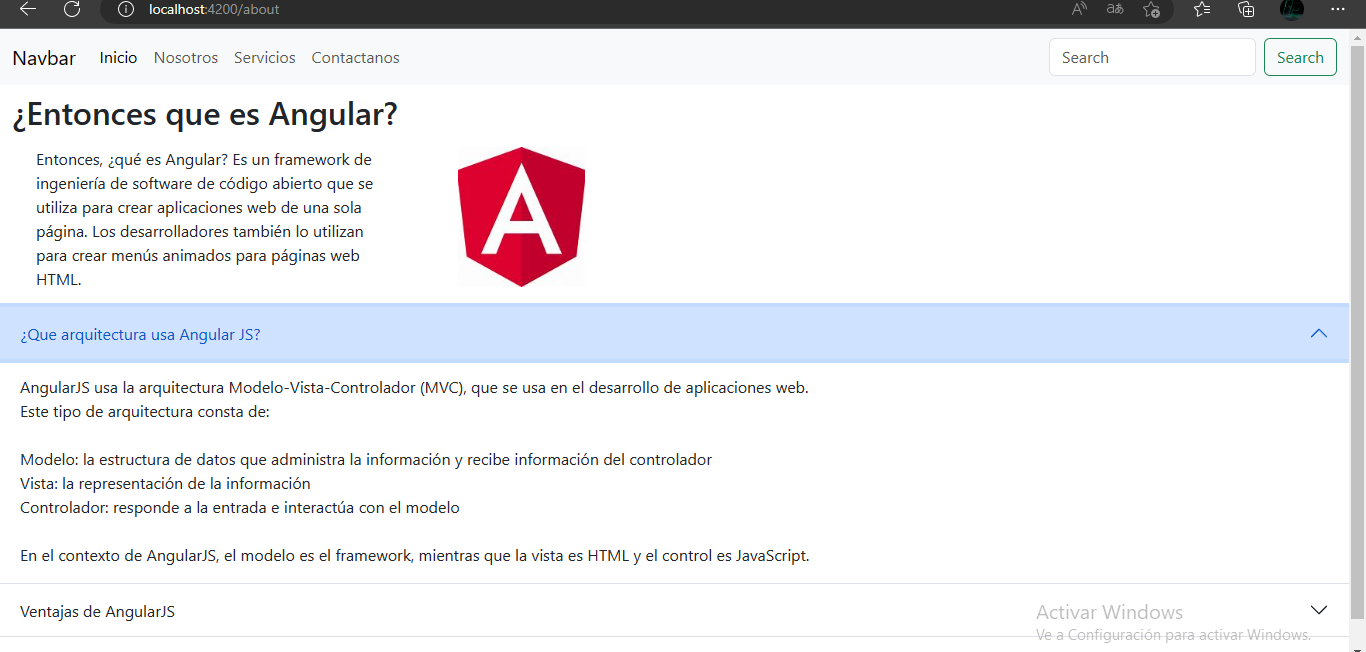 localhost:4200/about
Navbar Inicio Nosotros Servicios Contactanos Search Search
¿Entonces que es Angular?
Entonces, ¿qué es Angular? Es un framework de
ingeniería de software de código abierto que se
utiliza para crear aplicaciones web de una sola
página. Los desarrolladores también lo utilizan
para crear menús animados para páginas web
HTML.
A
¿Que arquitectura usa Angular JS?
AngularJS usa la arquitectura Modelo-Vista-Controlador (MVC), que se usa en el desarrollo de aplicaciones web.
Este tipo de arquitectura consta de:
Modelo: la estructura de datos que administra la información y recibe información del controlador
Vista: la representación de la información
Controlador: responde a la entrada e interactúa con el modelo
En el contexto de AngularJS, el modelo es el framework, mientras que la vista es HTML y el control es JavaScript.
Ventajas de AngularJS
Activar Windows
Ve a Configuración para activar Windows.